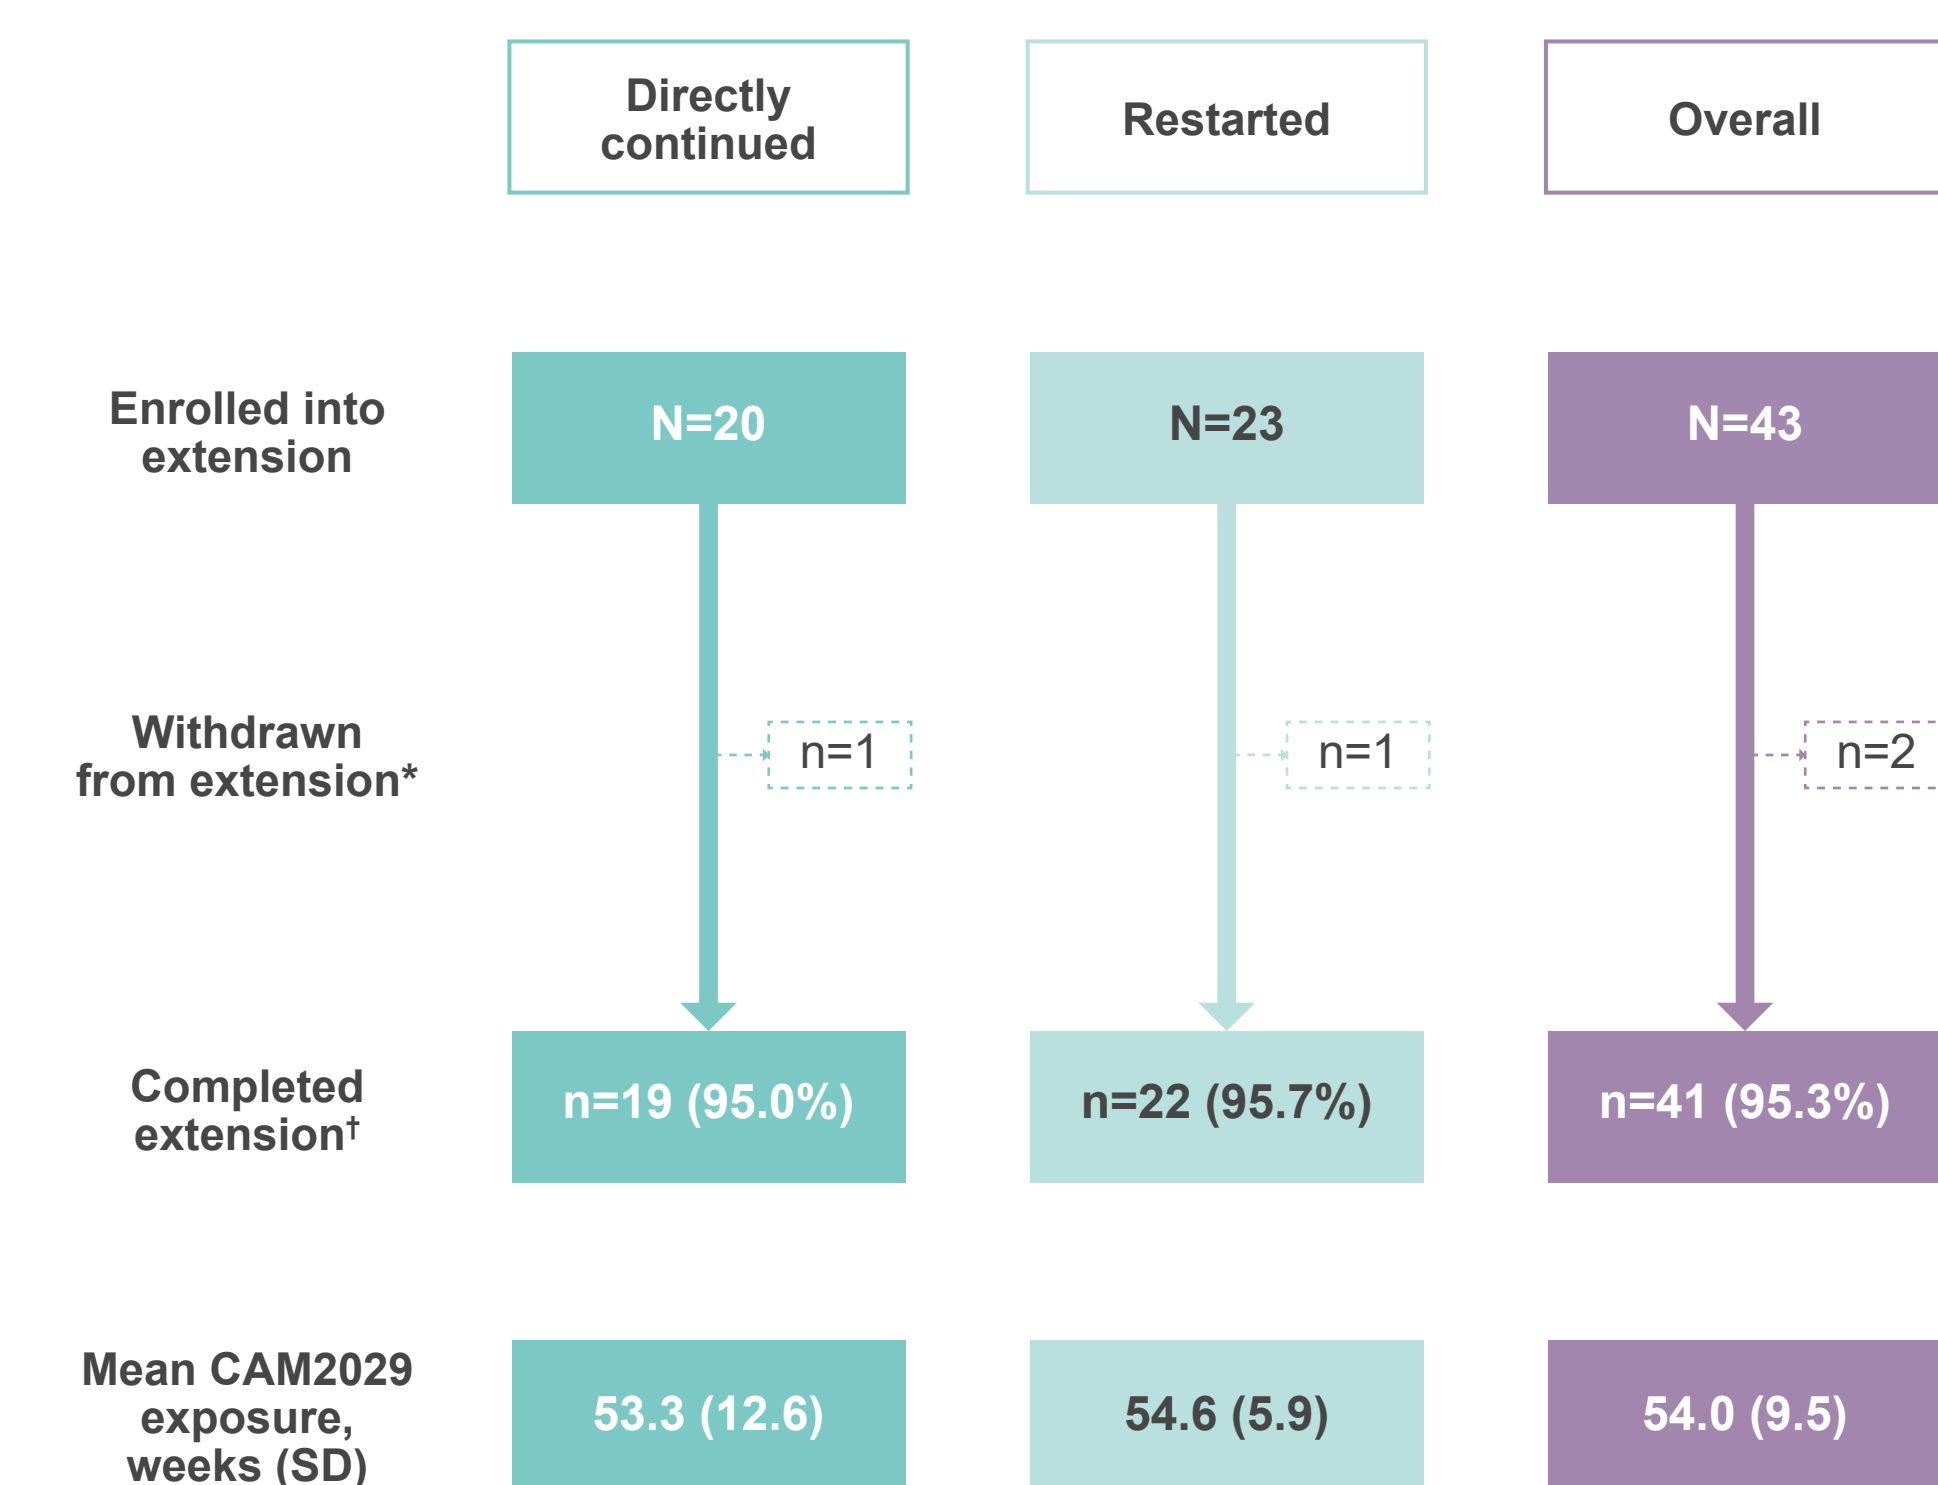 Directly
continued
Restarted
Overall
Enrolled into
extension
N=20
N=23
N=43
Withdrawn
from extension*
n=1
n=1
n=2
Completed
extension†
n=19 (95.0%)
n=22 (95.7%)
n=41 (95.3%)
Mean CAM2029
exposure,
weeks (SD)
53.3 (12.6)
54.6 (5.9)
54.0 (9.5)